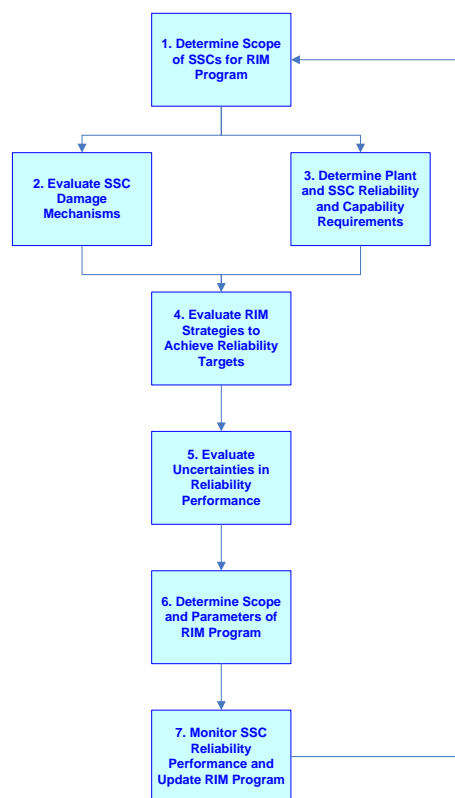 1. Determine Scope
of SSCs for RIM
Program
2. Evaluate SSC
Damage
Mechanisms
3. Determine Plant
and SSC Reliability
and Capability
Requirements
4. Evaluate RIM
Strategies to
Achieve Reliability
Targets
5. Evaluate
Uncertainties in
Reliability
Performance
6. Determine Scope
and Parameters of
RIM Program
7. Monitor SSC
Reliability
Performance and
Update RIM Program